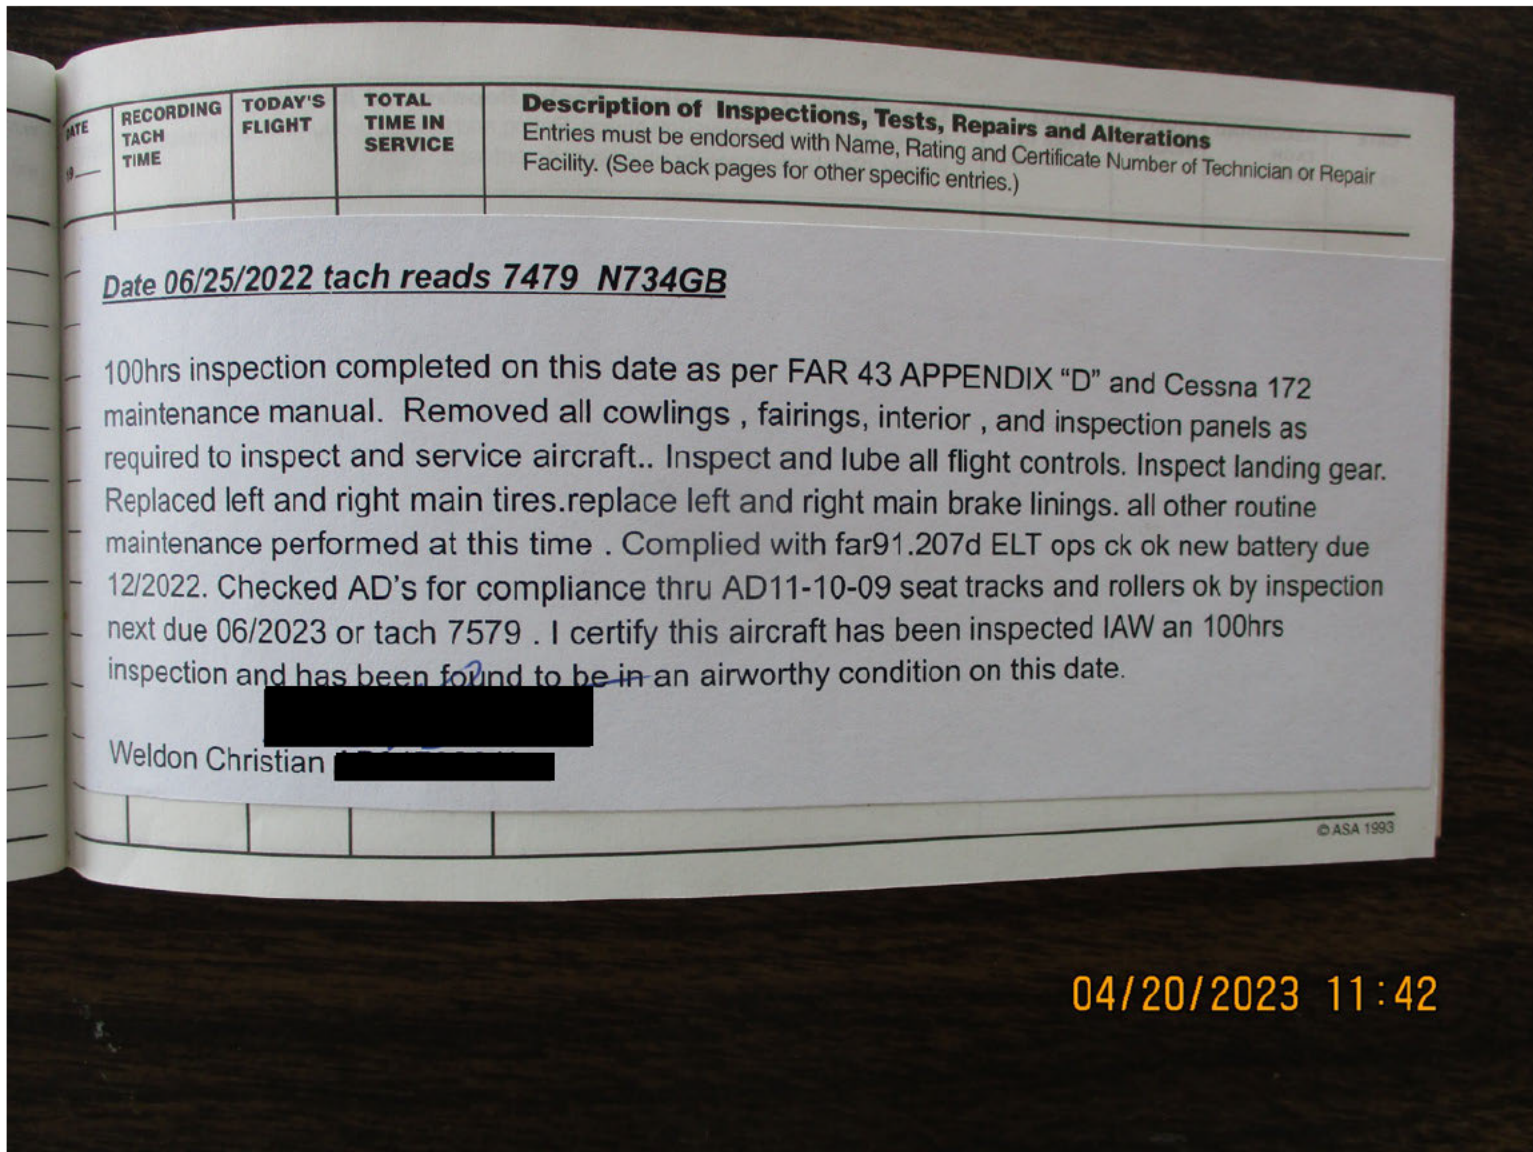 DATE
19
RECORDING
TACH
TIME
TODAY'S
FLIGHT
TOTAL
TIME IN
SERVICE
Description of Inspections, Tests, Repairs and Alterations
Entries must be endorsed with Name, Rating and Certificate Number of Technician or Repair
Facility. (See back pages for other specific entries.)
Date 06/25/2022 tach reads 7479 N734GB
100hrs inspection completed on this date as per FAR 43 APPENDIX “D” and Cessna 172
maintenance manual. Removed all cowlings , fairings, interior , and inspection panels as
required to inspect and service aircraft.. Inspect and lube all flight controls. Inspect landing gear.
Replaced left and right main tires.replace left and right main brake linings. all other routine
maintenance performed at this time . Complied with far91.207d ELT ops ck ok new battery due
12/2022. Checked AD's for compliance thru AD11-10-09 seat tracks and rollers ok by inspection
next due 06/2023 or tach 7579 . I certify this aircraft has been inspected IAW an 100hrs
inspection and has been found to be in an airworthy condition on this date.
Weldon Christian
© ASA 1993
04/20/2023 11:42